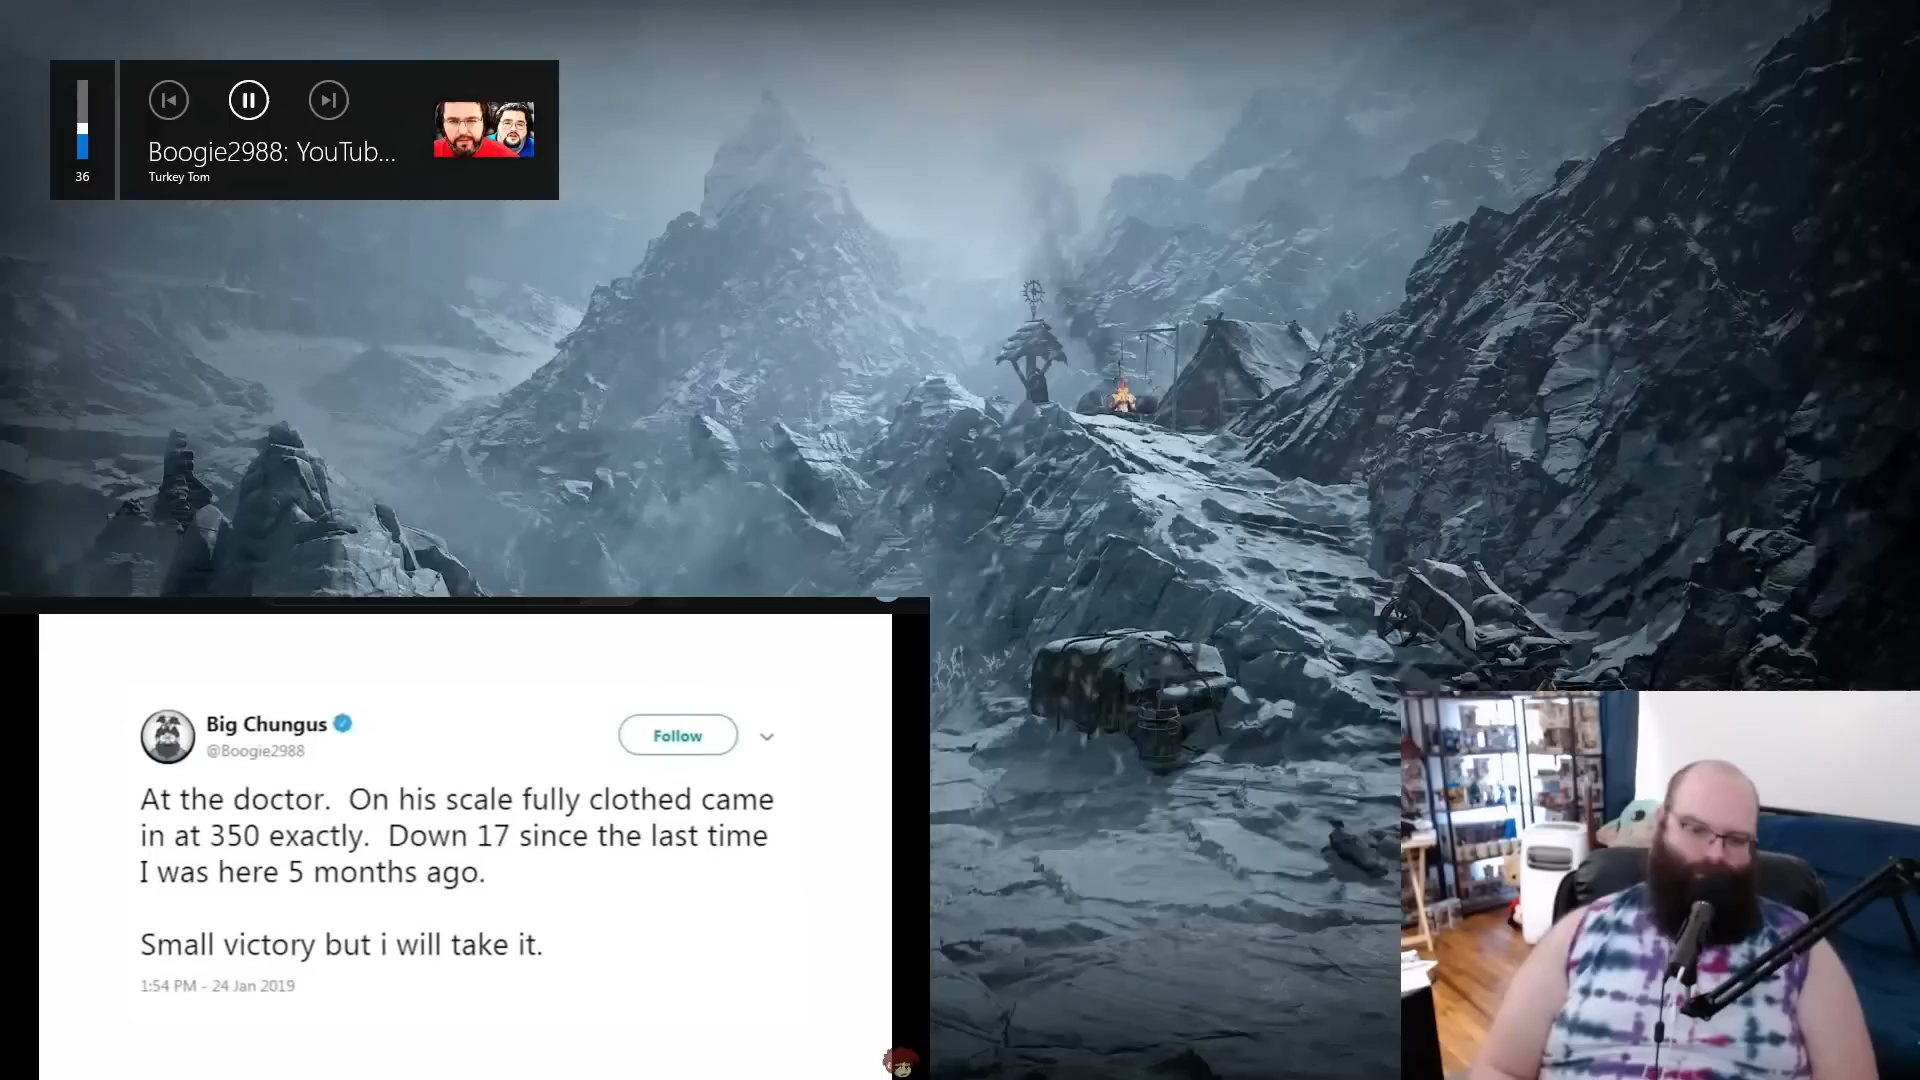 Boogie2988: YouTub...
36
Turkey Tom
Big Chungus
@Boogie2988
Follow
At the doctor. On his scale fully clothed came
in at 350 exactly. Down 17 since the last time
I was here 5 months ago.
Small victory but i will take it.
1:54 PM - 24 Jan 2019